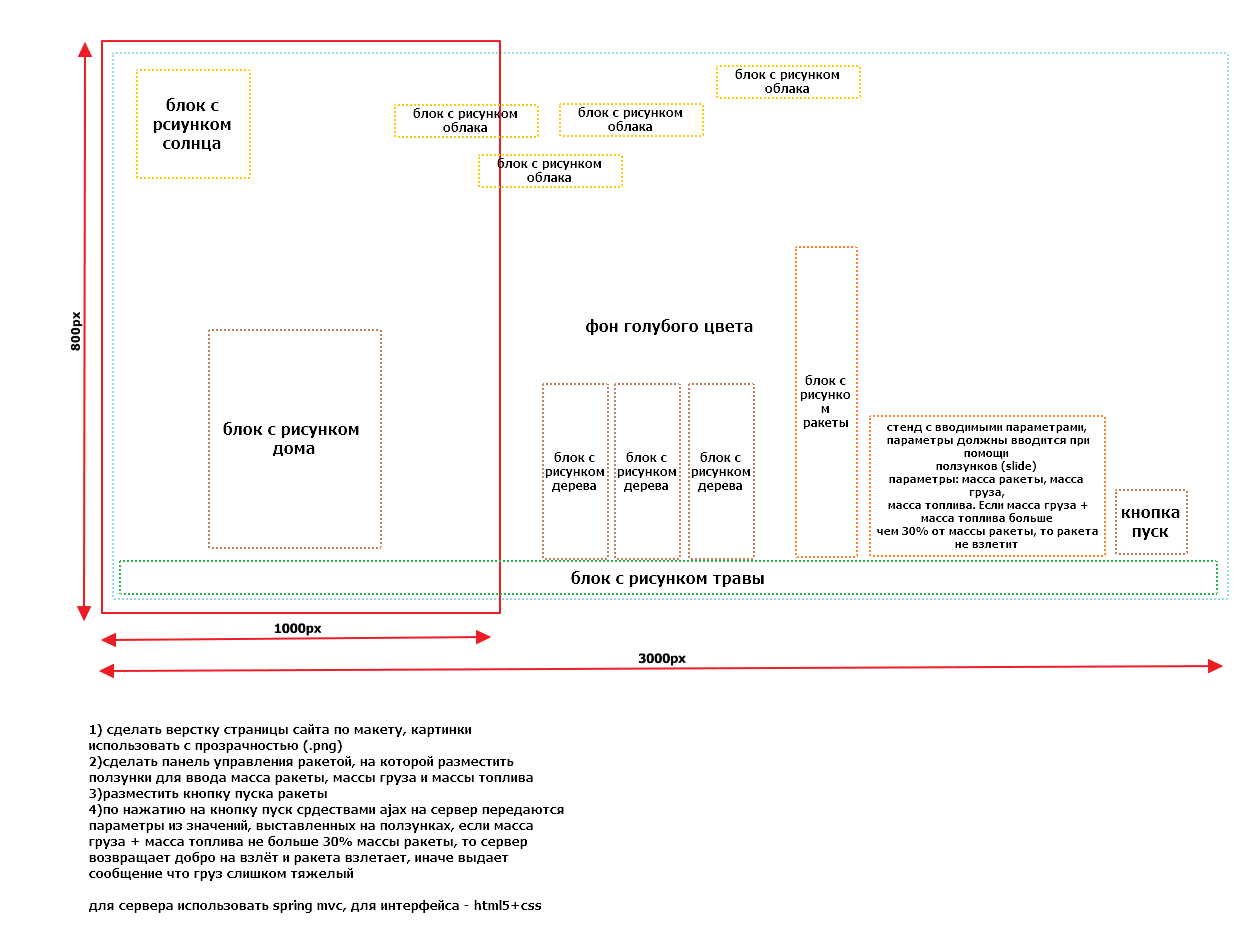 блок с рисунком
облака
блок с
рсиунком
солнца
блок с рисунком
облака
блок с рисунком
облака
блок с рисунком
облака
фон голубого цвета
800px
блок с
рисунко
м
ракеты
блок с рисунком
дома
блок с
рисунком
дерева
блок с
рисунком
дерева
блок с
рисунком
дерева
стенд с вводимыми параметрами,
параметры должны вводится при
помощи
ползунков (slide)
параметры: масса ракеты, масса
груза,
масса топлива. Если масса груза +
масса топлива больше
чем 30% от массы ракеты, то ракета
не взлетит
кнопка
пуск
блок с рисунком травы
1000px
3000px
1) сделать верстку страницы сайта по макету, картинки
использовать с прозрачностью (.png)
2)сделать панель управления ракетой, на которой разместить
ползунки для ввода масса ракеты, массы груза и массы топлива
3)разместить кнопку пуска ракеты
4)по нажатию на кнопку пуск срдествами ajax на сервер передаются
параметры из значений, выставленных на ползунках, если масса
груза + масса топлива не больше 30% массы ракеты, то сервер
возвращает добро на взлёт и ракета взлетает, иначе выдает
сообщение что груз слишком тяжелый
для сервера использовать spring mvc, для интерфейса - html5+css